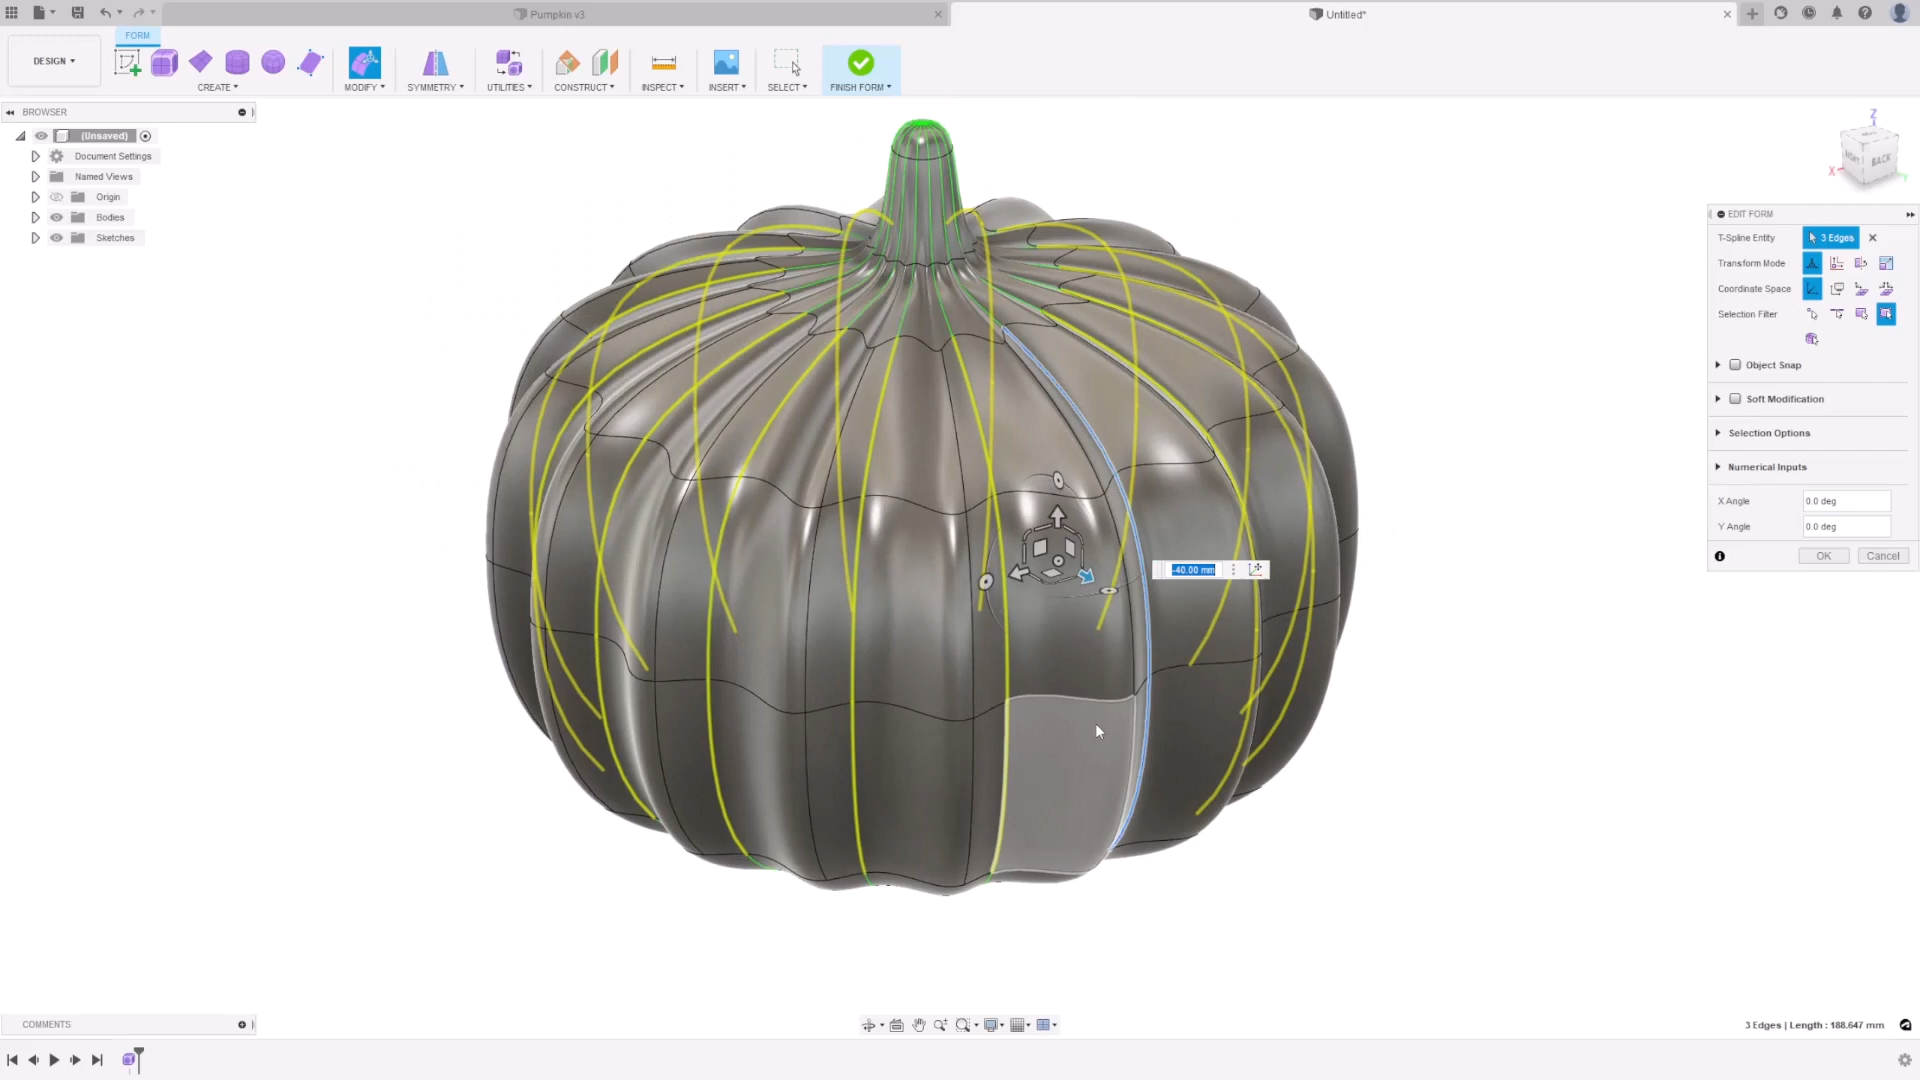 Pumpkin v3
Untitled*
FORM
DESIGN
CREATE
MODIFY
SYMMETRY
UTILITIES
CONSTRUCT
INSPECT
INSERT
SELECT
FINISH FORM
BROWSER
(Unsaved)
Document Settings
Named Views
Origin
Bodies
Sketches
Z
RIGHT
BACK
X
Y
EDIT FORM
T-Spline Entity
3 Edges
Transform Mode
Coordinate Space
Selection Filter
Object Snap
Soft Modification
Selection Options
Numerical Inputs
X Angle
0.0 deg
Y Angle
0.0 deg
OK
Cancel
-40.00 mm
COMMENTS
3 Edges | Length : 188.647 mm